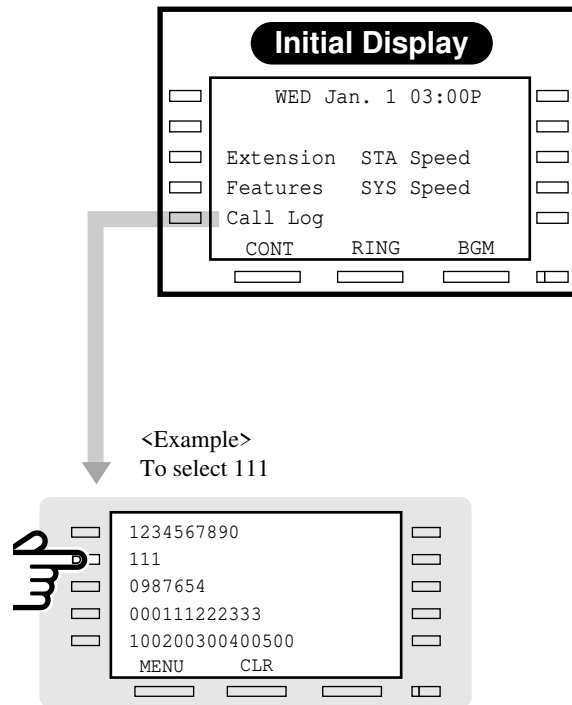 Initial Display
WED Jan. 1 03:00P
Extension STA Speed
Features SYS Speed
Call Log
CONT RING BGM
<Example>
To select 111
1234567890
111
0987654
000111222333
100200300400500
MENU CLR